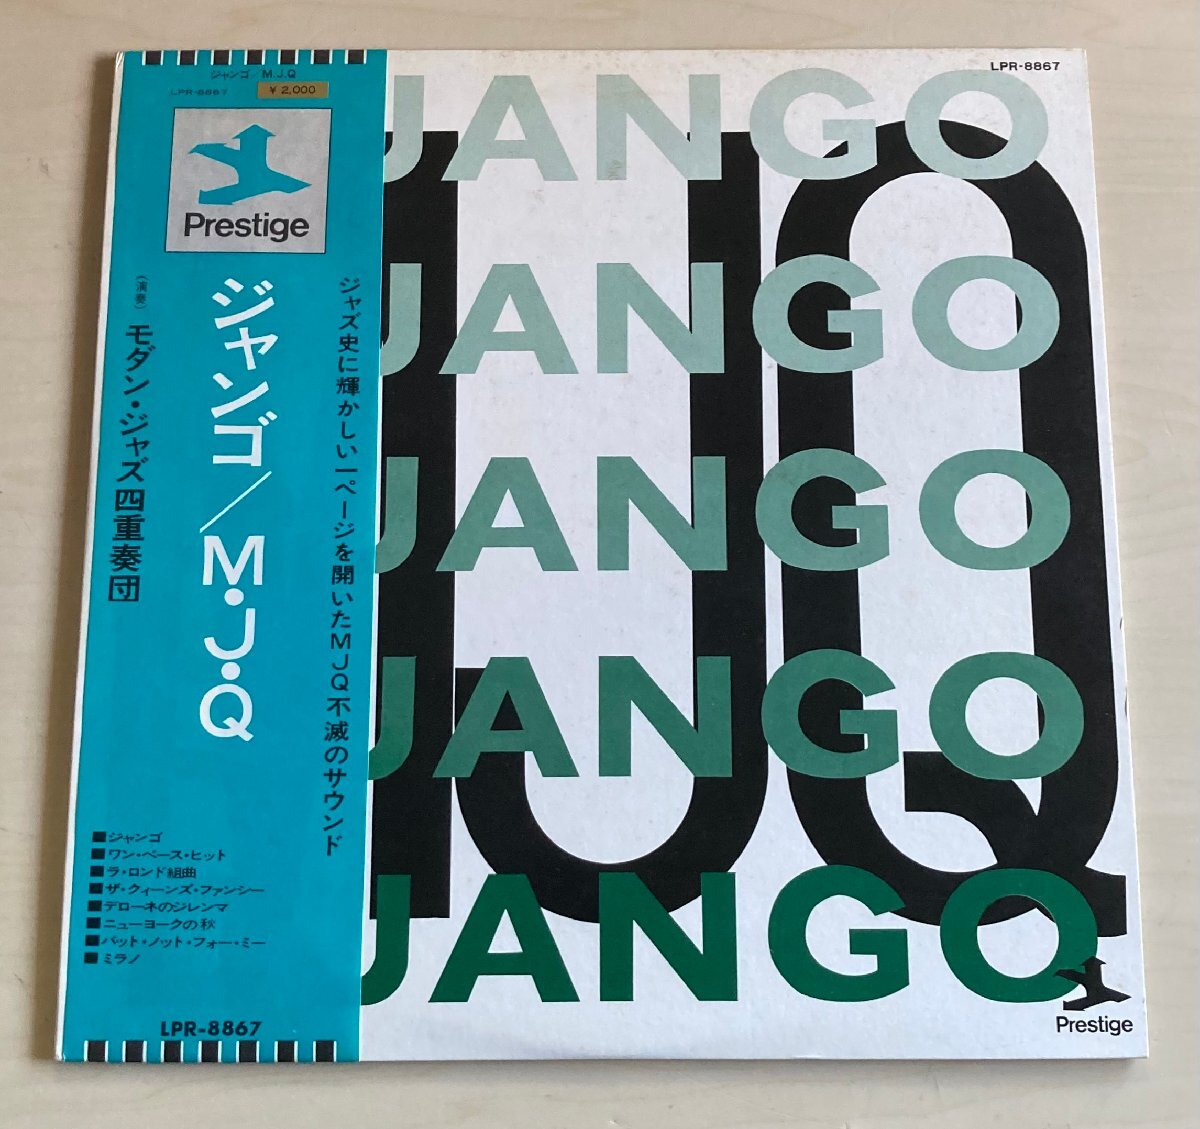 ジャンゴ/M.J.Q
LPR-8867
¥2,000
Prestige
ジャンゴ/M・J・Q
(演奏)モダン・ジャズ四重奏団
ジャズ史に輝かしい一ページを開いたMJQ不滅のサウンド
■ジャンゴ
■ワン・ベース・ヒット
■ラ・ロンド組曲
■ザ・クィーンズ・ファンシー
■デローネのジレンマ
■ニューヨークの秋
■バット・ノット・フォー・ミー
■ミラノ
LPR-8867
LPR-8867
JANGO
JANGO
JANGO
JANGO
JANGO
JQ
Prestige